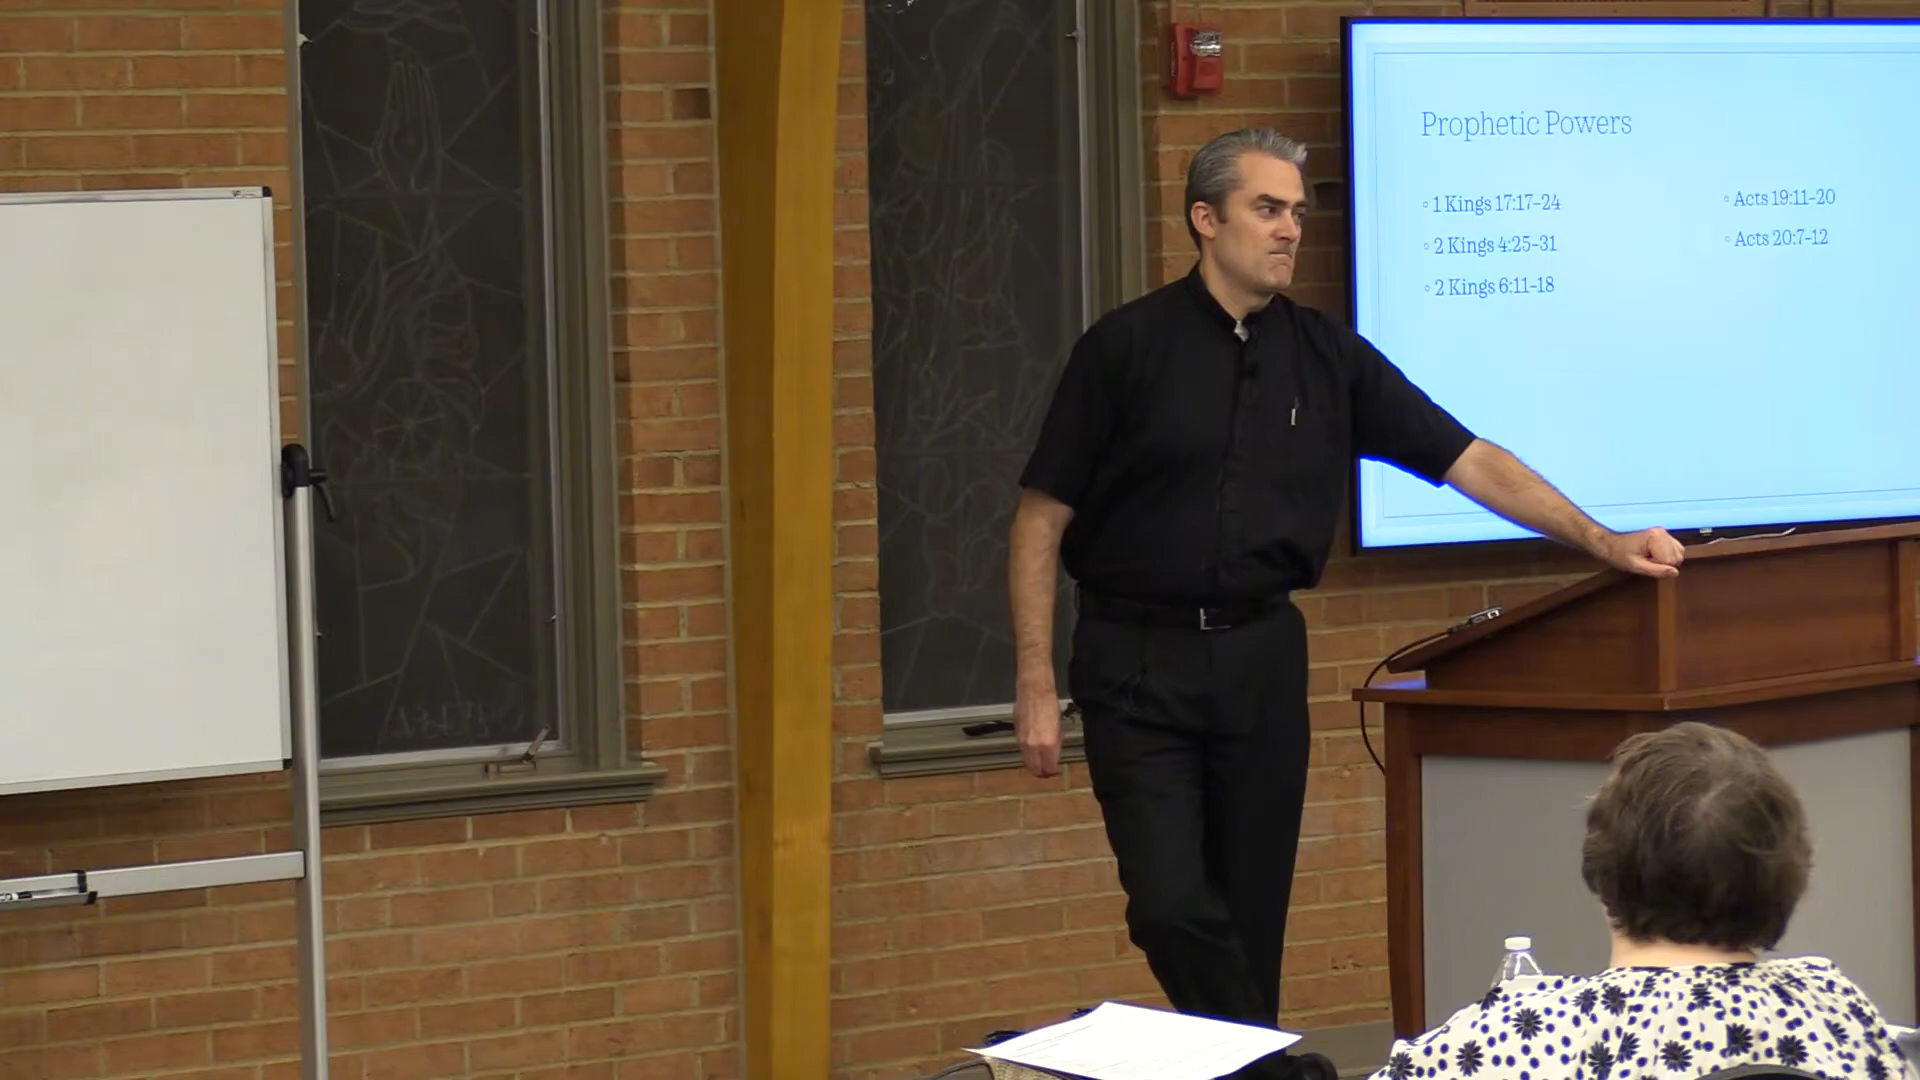 Prophetic Powers
◦ 1 Kings 17:17–24
◦ 2 Kings 4:25–31
◦ 2 Kings 6:11–18
◦ Acts 19:11–20
◦ Acts 20:7–12